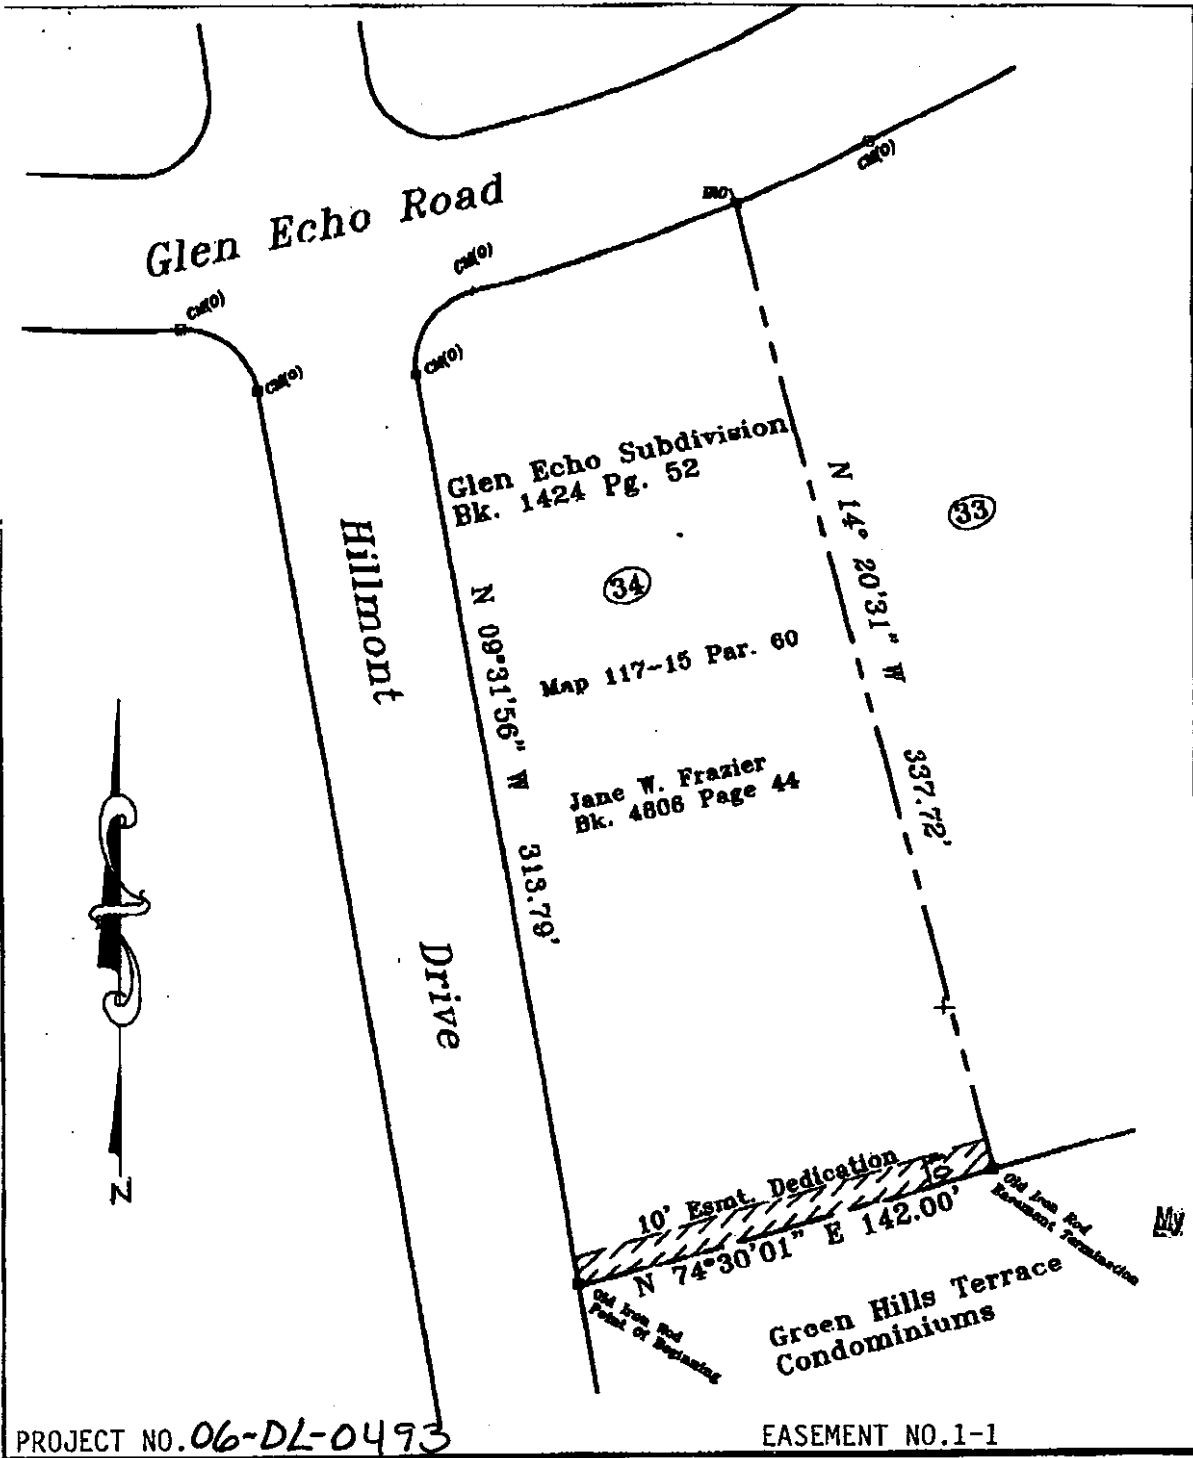 Glen Echo Road
IRO
CM(O)
CM(O)
CM(O)
CM(O)
CM(O)
Glen Echo Subdivision
Bk. 1424 Pg. 52
N 14° 20'31" W 337.72'
33
34
Hillmont Drive
N 09°31'56" W 313.79'
Map 117-15 Par. 60
Jane W. Frazier
Bk. 4806 Page 44
N
10' Esmt. Dedication
10'
N 74°30'01" E 142.00'
Old Iron Rod
Easement Termination
Old Iron Rod
Point of Beginning
My
Green Hills Terrace
Condominiums
PROJECT NO. 06-DL-0493
EASEMENT NO.1-1